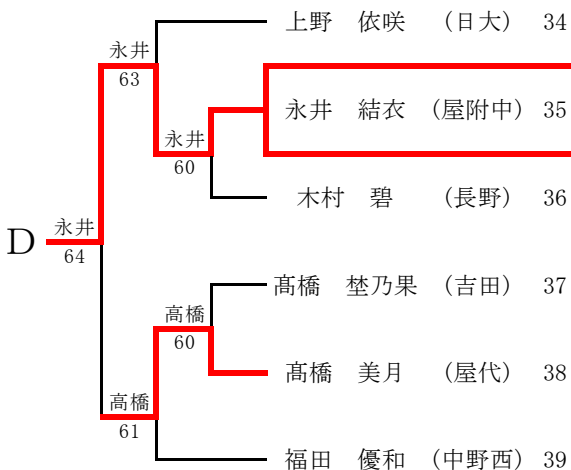 上野　依咲　（日大）　34
永井
63
永井　結衣　（屋附中）　35
永井
60
木村　碧　（長野）　36
D
永井
64
髙橋　埜乃果　（吉田）　37
高橋
60
髙橋　美月　（屋代）　38
高橋
61
福田　優和　（中野西）　39